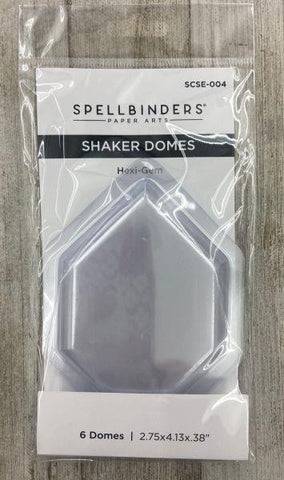 SCSE-004
SPELLBINDERS®
PAPER ARTS
SHAKER DOMES
Hexi-Gem
6 Domes | 2.75x4.13x.38"